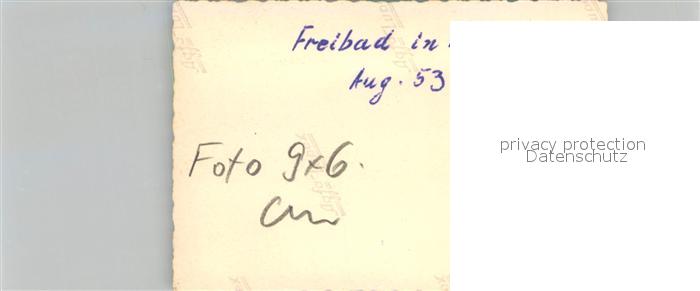 Freibad in
Aug. 53
Foto 9x6.
cm
privacy protection
Datenschutz